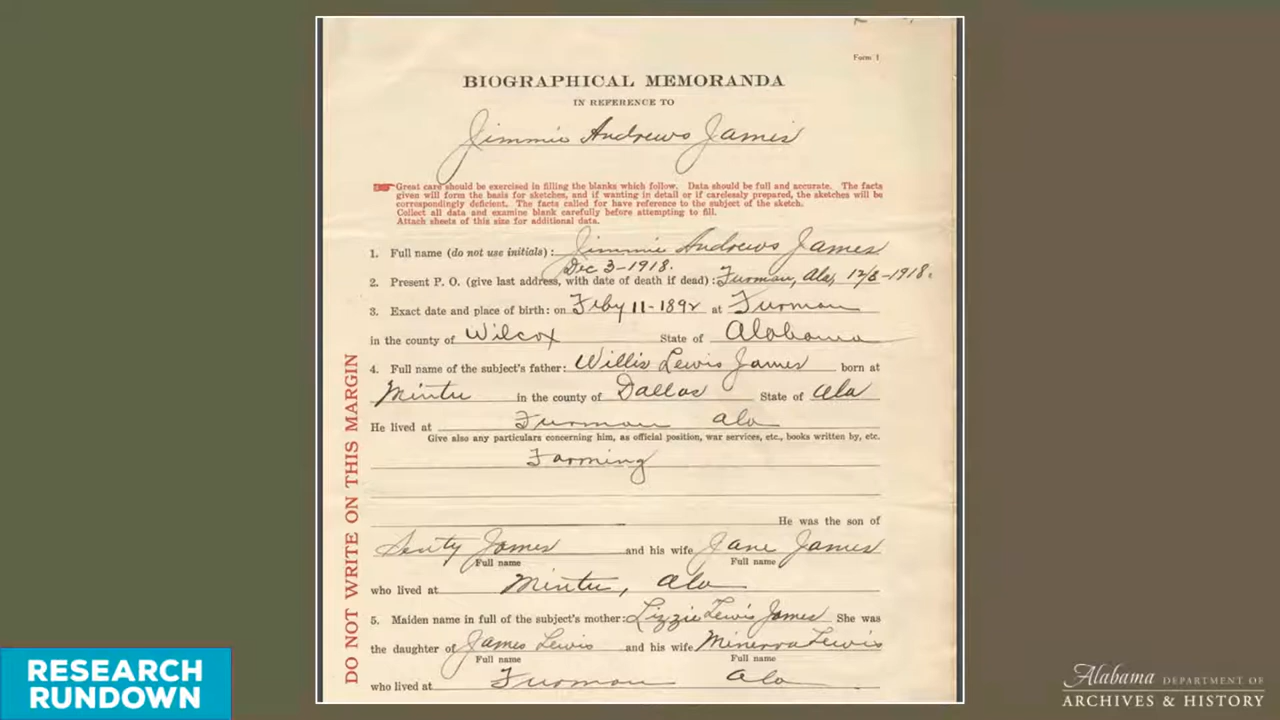 Form 1
BIOGRAPHICAL MEMORANDA
IN REFERENCE TO
Jimmie Andrews James
Great care should be exercised in filling the blanks which follow. Data should be full and accurate. The facts
given will form the basis for sketches, and if wanting in detail or if carelessly prepared, the sketches will be
correspondingly deficient. The facts called for have reference to the subject of the sketch.
Collect all data and examine blank carefully before attempting to fill.
Attach sheets of this size for additional data.
1. Full name (do not use initials): Jimmie Andrews James
Dec 3-1918.
2. Present P. O. (give last address, with date of death if dead): Furman, Ala, 12/3-1918.
3. Exact date and place of birth: on Feby 11-1892 at Furman
in the county of Wilcox State of Alabama
4. Full name of the subject's father: Willis Lewis James born at
Minter in the county of Dallas State of Ala
He lived at Furman Ala
Give also any particulars concerning him, as official position, war services, etc., books written by, etc.
Farming
He was the son of
James and his wife Jane James
Full name Full name
who lived at Minter, Ala
5. Maiden name in full of the subject's mother: Lizzie Lewis James She was
the daughter of James Lewis and his wife Minerva Lewis
Full name Full name
who lived at Furman Ala
DO NOT WRITE ON THIS MARGIN
RESEARCH
RUNDOWN
Alabama DEPARTMENT OF
ARCHIVES & HISTORY